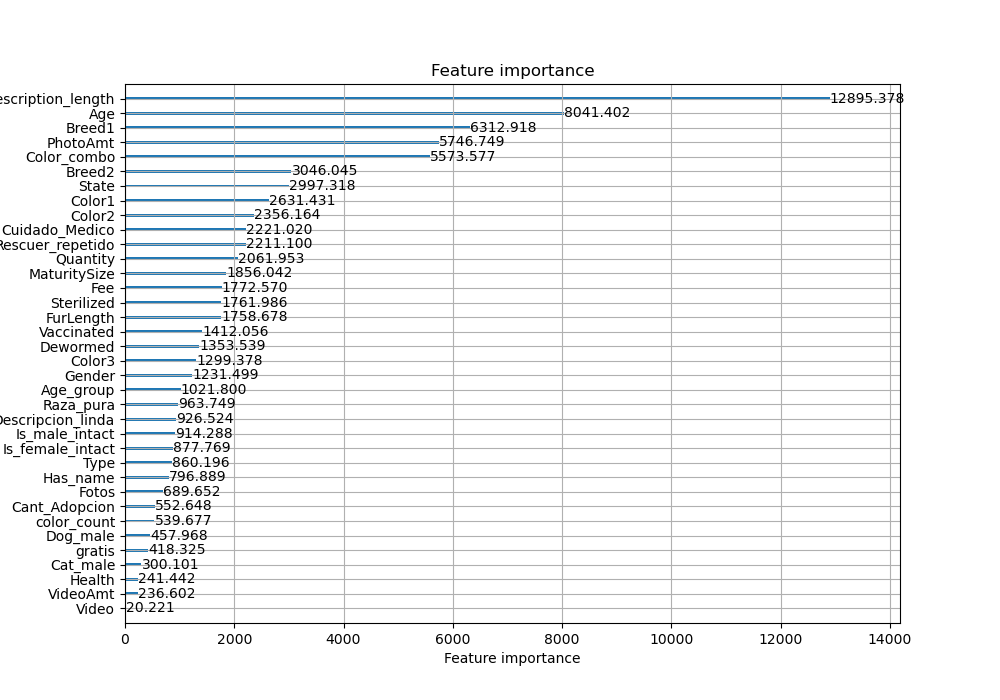 Feature importance
escription_length 12895.378
Age 8041.402
Breed1 6312.918
PhotoAmt 5746.749
Color_combo 5573.577
Breed2 3046.045
State 2997.318
Color1 2631.431
Color2 2356.164
Cuidado_Medico 2221.020
Rescuer_repetido 2211.100
Quantity 2061.953
MaturitySize 1856.042
Fee 1772.570
Sterilized 1761.986
FurLength 1758.678
Vaccinated 1412.056
Dewormed 1353.539
Color3 1299.378
Gender 1231.499
Age_group 1021.800
Raza_pura 963.749
Descripcion_linda 926.524
Is_male_intact 914.288
Is_female_intact 877.769
Type 860.196
Has_name 796.889
Fotos 689.652
Cant_Adopcion 552.648
color_count 539.677
Dog_male 457.968
gratis 418.325
Cat_male 300.101
Health 241.442
VideoAmt 236.602
Video 20.221
0 2000 4000 6000 8000 10000 12000 14000
Feature importance